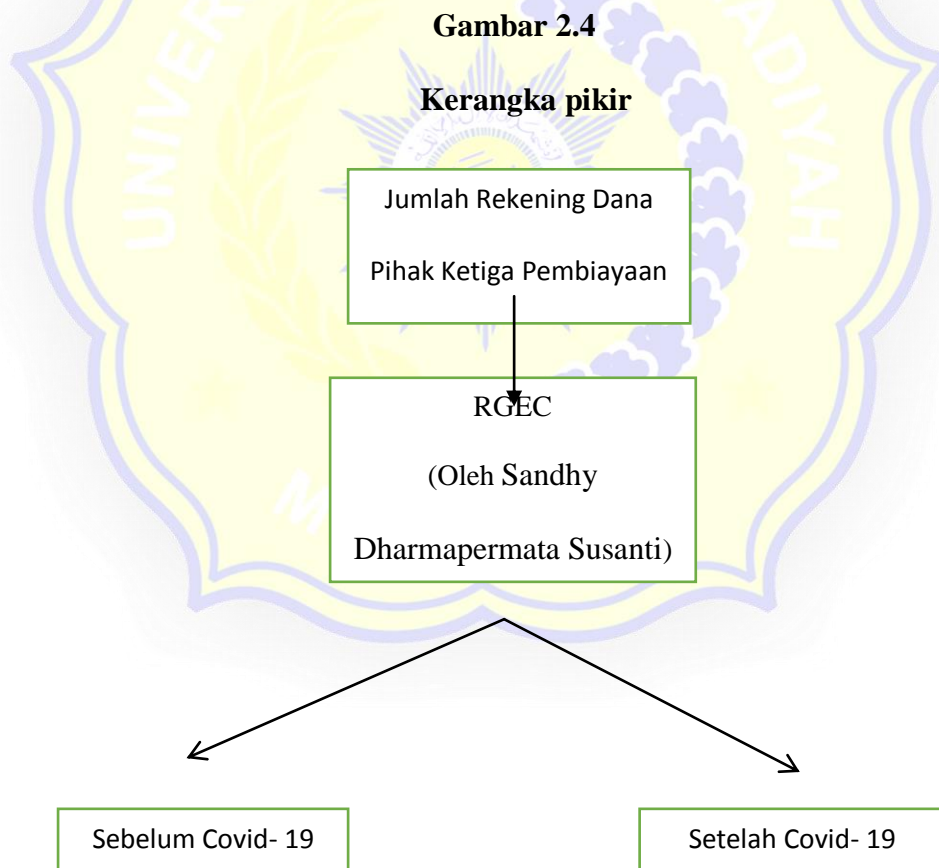 Gambar 2.4
Kerangka pikir
Jumlah Rekening Dana
Pihak Ketiga Pembiayaan
RGEC
(Oleh Sandhy
Dharmapermata Susanti)
Sebelum Covid- 19
Setelah Covid- 19